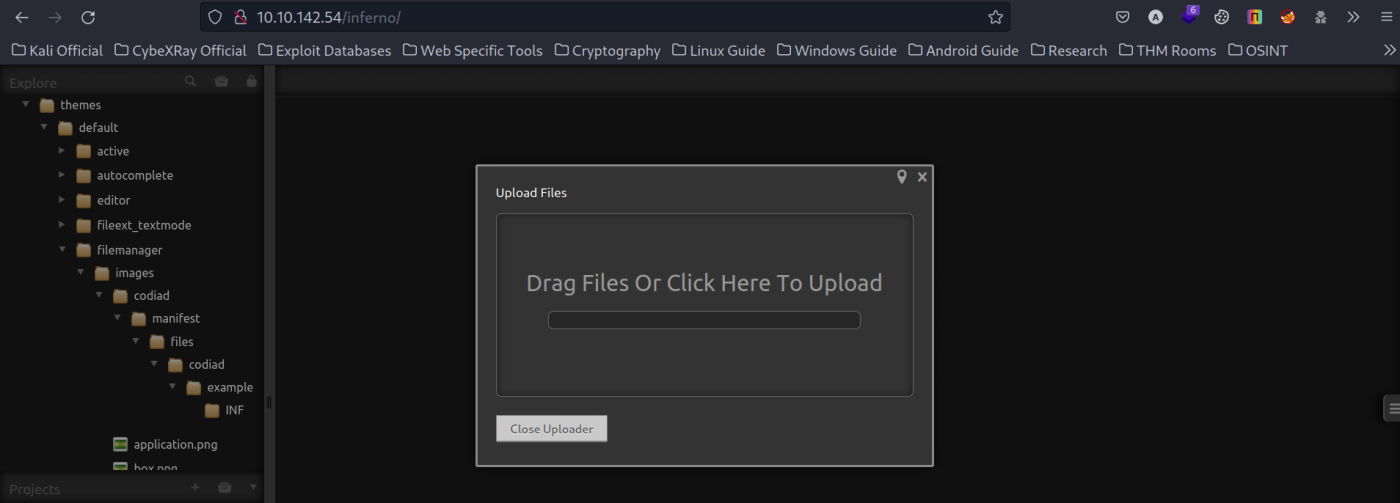 10.10.142.54/inferno/
6
A
Kali Official CybeXRay Official Exploit Databases Web Specific Tools Cryptography Linux Guide Windows Guide Android Guide Research THM Rooms OSINT
Explore
themes
default
active
autocomplete
editor
fileext_textmode
filemanager
images
codiad
manifest
files
codiad
example
INF
application.png
box.png
Projects
Upload Files
Drag Files Or Click Here To Upload
Close Uploader